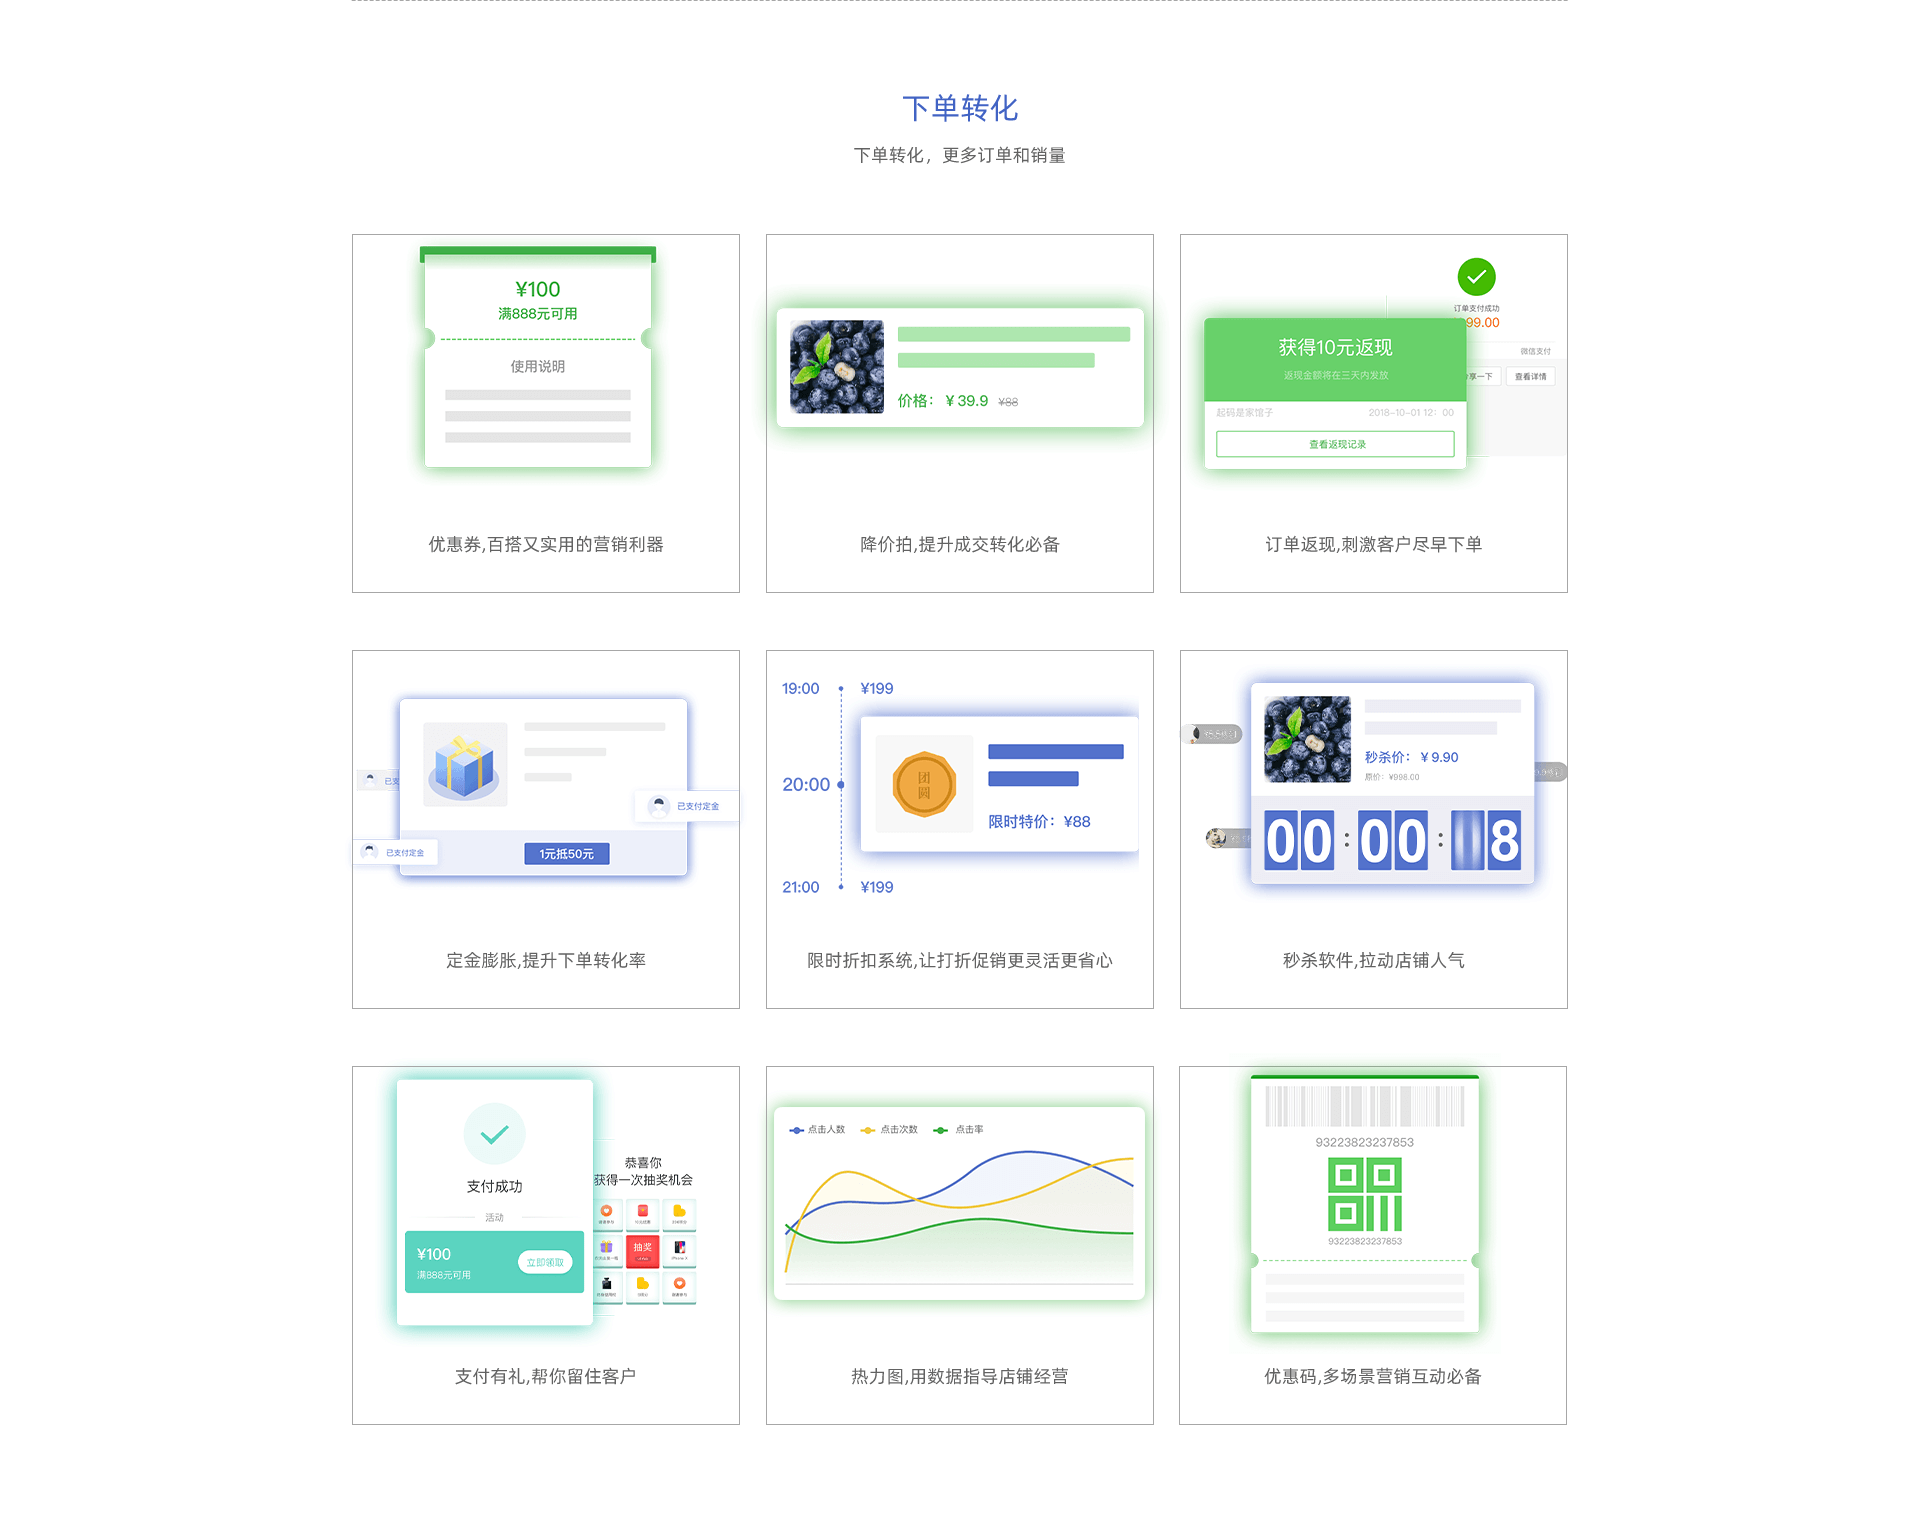 下单转化
下单转化，更多订单和销量
¥100
满888元可用
使用说明
优惠券,百搭又实用的营销利器
价格：￥39.9 ¥88
降价拍,提升成交转化必备
订单支付成功
99.00
微信支付
享一下
查看详情
获得10元返现
返现金额将在三天内发放
起码是家馆子
2018-10-01 12：00
查看返现记录
订单返现,刺激客户尽早下单
已支
已支付定金
已支付定金
1元抵50元
定金膨胀,提升下单转化率
19:00 ¥199
团圆
20:00
限时特价：¥88
21:00 ¥199
限时折扣系统,让打折促销更灵活更省心
秒杀价：￥9.90
原价：¥998.00
00:00: 8
秒杀软件,拉动店铺人气
支付成功
活动
¥100
满888元可用
立即领取
恭喜你
获得一次抽奖机会
抽奖
支付有礼,帮你留住客户
点击人数 点击次数 点击率
热力图,用数据指导店铺经营
93223823237853
93223823237853
优惠码,多场景营销互动必备